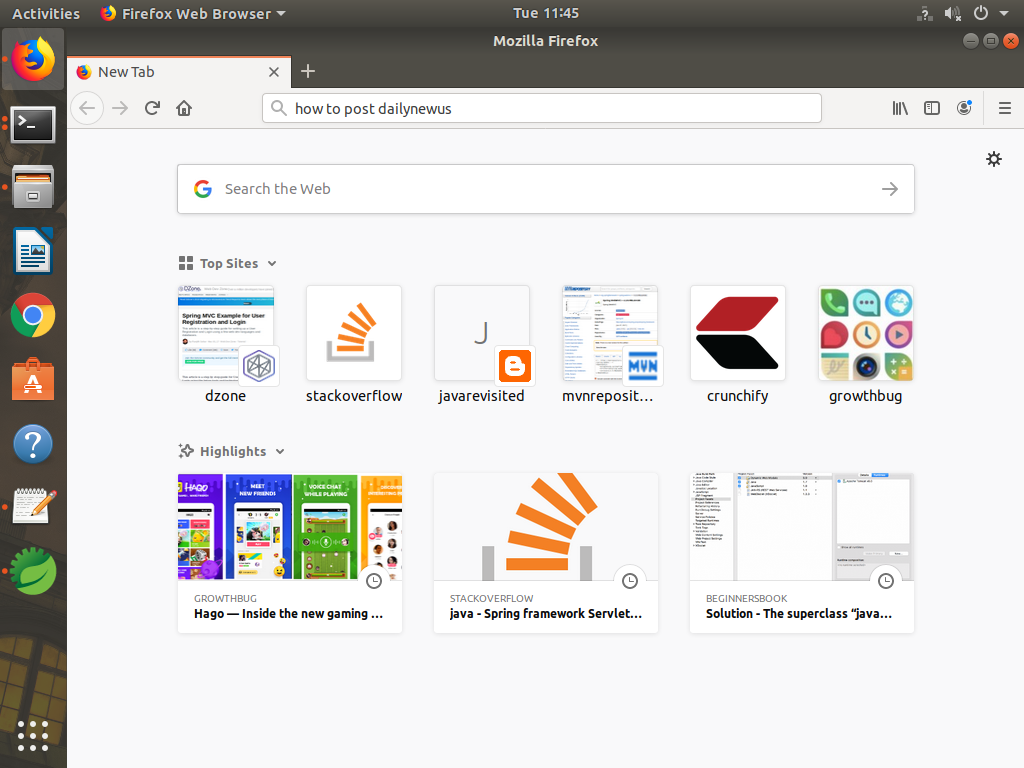 Activities Firefox Web Browser Tue 11:45
Mozilla Firefox
New Tab
how to post dailynewus
Search the Web
Top Sites
DZone
Spring MVC Example for User
Registration and Login
J
MVN
dzone stackoverflow javarevisited mvnreposit… crunchify growthbug
Highlights
HAGO
MEET
NEW FRIENDS
VOICE CHAT
WHILE PLAYING
GROWTHBUG
Hago — Inside the new gaming …
STACKOVERFLOW
java - Spring framework Servlet…
BEGINNERSBOOK
Solution - The superclass “java…